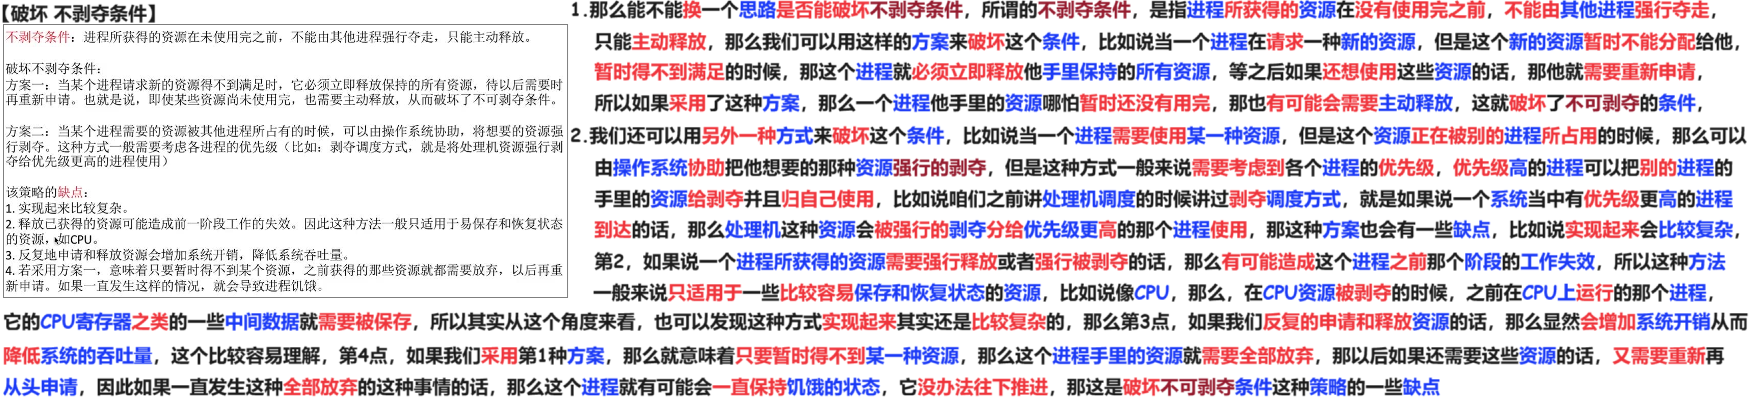 【破坏 不剥夺条件】
不剥夺条件：进程所获得的资源在未使用完之前，不能由其他进程强行夺走，只能主动释放。
破坏不剥夺条件：
方案一：当某个进程请求新的资源得不到满足时，它必须立即释放保持的所有资源，待以后需要时
再重新申请。也就是说，即使某些资源尚未使用完，也需要主动释放，从而破坏了不可剥夺条件。
方案二：当某个进程需要的资源被其他进程所占有的时候，可以由操作系统协助，将想要的资源强
行剥夺。这种方式一般需要考虑各进程的优先级（比如：剥夺调度方式，就是将处理机资源强行剥
夺给优先级更高的进程使用）
该策略的缺点：
1. 实现起来比较复杂。
2. 释放已获得的资源可能造成前一阶段工作的失效。因此这种方法一般只适用于易保存和恢复状态
的资源，如CPU。
3. 反复地申请和释放资源会增加系统开销，降低系统吞吐量。
4. 若采用方案一，意味着只要暂时得不到某个资源，之前获得的那些资源就都需要放弃，以后再重
新申请。如果一直发生这样的情况，就会导致进程饥饿。
1.那么能不能换一个思路是否能破坏不剥夺条件，所谓的不剥夺条件，是指进程所获得的资源在没有使用完之前，不能由其他进程强行夺走，
只能主动释放，那么我们可以用这样的方案来破坏这个条件，比如说当一个进程在请求一种新的资源，但是这个新的资源暂时不能分配给他，
暂时得不到满足的时候，那这个进程就必须立即释放他手里保持的所有资源，等之后如果还想使用这些资源的话，那他就需要重新申请，
所以如果采用了这种方案，那么一个进程他手里的资源哪怕暂时还没有用完，那也有可能会需要主动释放，这就破坏了不可剥夺的条件，
2.我们还可以用另外一种方式来破坏这个条件，比如说当一个进程需要使用某一种资源，但是这个资源正在被别的进程所占用的时候，那么可以
由操作系统协助把他想要的那种资源强行的剥夺，但是这种方式一般来说需要考虑到各个进程的优先级，优先级高的进程可以把别的进程的
手里的资源给剥夺并且归自己使用，比如说咱们之前讲处理机调度的时候讲过剥夺调度方式，就是如果说一个系统当中有优先级更高的进程
到达的话，那么处理机这种资源会被强行的剥夺分给优先级更高的那个进程使用，那这种方案也会有一些缺点，比如说实现起来会比较复杂，
第2，如果说一个进程所获得的资源需要强行释放或者强行被剥夺的话，那么有可能造成这个进程之前那个阶段的工作失效，所以这种方法
一般来说只适用于一些比较容易保存和恢复状态的资源，比如说像CPU，那么，在CPU资源被剥夺的时候，之前在CPU上运行的那个进程，
它的CPU寄存器之类的一些中间数据就需要被保存，所以其实从这个角度来看，也可以发现这种方式实现起来其实还是比较复杂的，那么第3点，如果我们反复的申请和释放资源的话，那么显然会增加系统开销从而
降低系统的吞吐量，这个比较容易理解，第4点，如果我们采用第1种方案，那么就意味着只要暂时得不到某一种资源，那么这个进程手里的资源就需要全部放弃，那以后如果还需要这些资源的话，又需要重新再
从头申请，因此如果一直发生这种全部放弃的这种事情的话，那么这个进程就有可能会一直保持饥饿的状态，它没办法往下推进，那这是破坏不可剥夺条件这种策略的一些缺点